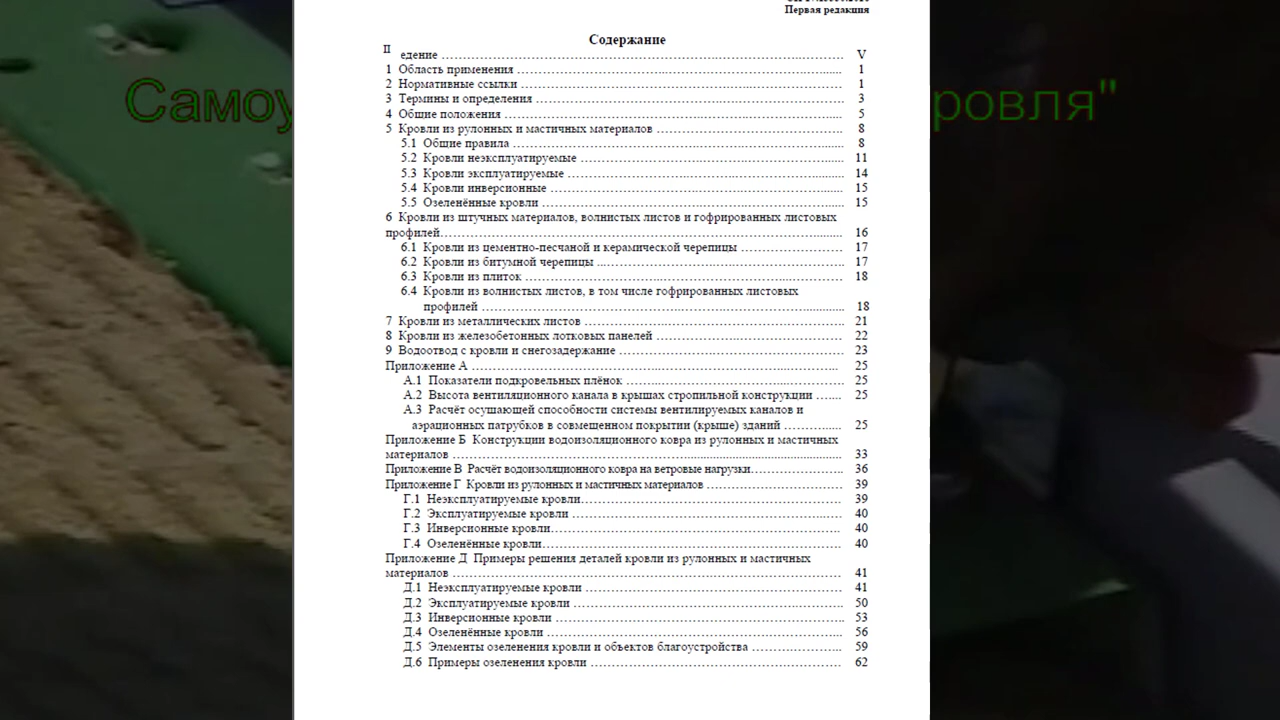 Первая редакция
Содержание
II
едение ……………………………………………………………………… V
1 Область применения ……………………………………………………… 1
2 Нормативные ссылки ……………………………………………………… 1
3 Термины и определения …………………………………………………… 3
4 Общие положения ………………………………………………………… 5
5 Кровли из рулонных и мастичных материалов ………………………… 8
5.1 Общие правила ………………………………………………………… 8
5.2 Кровли неэксплуатируемые ………………………………………… 11
5.3 Кровли эксплуатируемые …………………………………………… 14
5.4 Кровли инверсионные ……………………………………………… 15
5.5 Озеленённые кровли ………………………………………………… 15
6 Кровли из штучных материалов, волнистых листов и гофрированных листовых
профилей…………………………………………………………………… 16
6.1 Кровли из цементно-песчаной и керамической черепицы ………… 17
6.2 Кровли из битумной черепицы ……………………………………… 17
6.3 Кровли из плиток …………………………………………………… 18
6.4 Кровли из волнистых листов, в том числе гофрированных листовых
профилей …………………………………………………………… 18
7 Кровли из металлических листов ……………………………………… 21
8 Кровли из железобетонных лотковых панелей ………………………… 22
9 Водоотвод с кровли и снегозадержание ………………………………… 23
Приложение А ……………………………………………………………… 25
А.1 Показатели подкровельных плёнок ………………………………… 25
А.2 Высота вентиляционного канала в крышах стропильной конструкции …… 25
А.3 Расчёт осушающей способности системы вентилируемых каналов и
аэрационных патрубков в совмещенном покрытии (крыше) зданий ………… 25
Приложение Б Конструкции водоизоляционного ковра из рулонных и мастичных
материалов ………………………………………………………………… 33
Приложение В Расчёт водоизоляционного ковра на ветровые нагрузки………… 36
Приложение Г Кровли из рулонных и мастичных материалов ……………… 39
Г.1 Неэксплуатируемые кровли………………………………………… 39
Г.2 Эксплуатируемые кровли …………………………………………… 40
Г.3 Инверсионные кровли……………………………………………… 40
Г.4 Озеленённые кровли………………………………………………… 40
Приложение Д Примеры решения деталей кровли из рулонных и мастичных
материалов ………………………………………………………………… 41
Д.1 Неэксплуатируемые кровли ………………………………………… 41
Д.2 Эксплуатируемые кровли …………………………………………… 50
Д.3 Инверсионные кровли ……………………………………………… 53
Д.4 Озеленённые кровли ………………………………………………… 56
Д.5 Элементы озеленения кровли и объектов благоустройства ………… 59
Д.6 Примеры озеленения кровли ………………………………………… 62
Самоу
ровля"